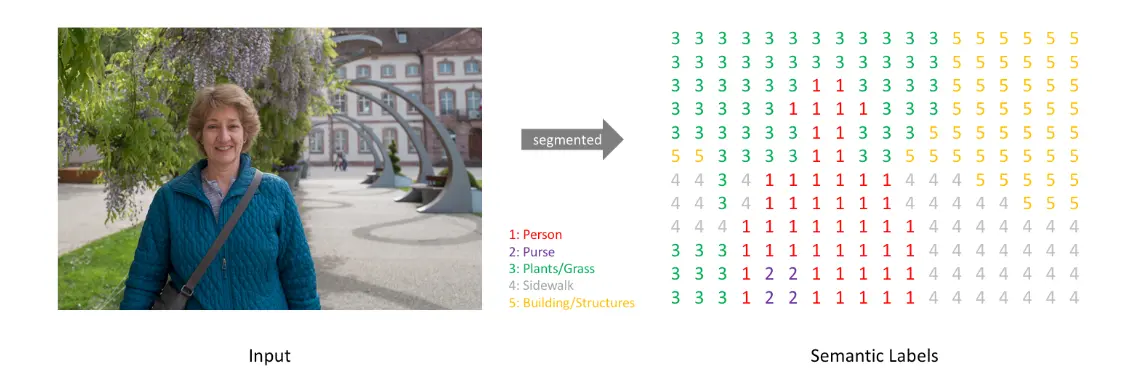 3 3 3 3 3 3 3 3 3 3 3 3 5 5 5 5 5 5
3 3 3 3 3 3 3 3 3 3 3 3 5 5 5 5 5 5
3 3 3 3 3 3 1 1 3 3 3 3 5 5 5 5 5 5
3 3 3 3 3 1 1 1 1 3 3 3 5 5 5 5 5 5
3 3 3 3 3 3 1 1 3 3 3 5 5 5 5 5 5 5
5 5 3 3 3 3 1 1 3 3 5 5 5 5 5 5 5 5
4 4 3 4 1 1 1 1 1 1 4 4 4 5 5 5 5 5
4 4 3 4 1 1 1 1 1 1 4 4 4 4 4 5 5 5
4 4 4 1 1 1 1 1 1 1 1 4 4 4 4 4 4 4
3 3 3 1 1 1 1 1 1 1 1 4 4 4 4 4 4 4
3 3 3 1 2 2 1 1 1 1 1 4 4 4 4 4 4 4
3 3 3 1 2 2 1 1 1 1 1 4 4 4 4 4 4 4
segmented
1: Person
2: Purse
3: Plants/Grass
4: Sidewalk
5: Building/Structures
Input
Semantic Labels